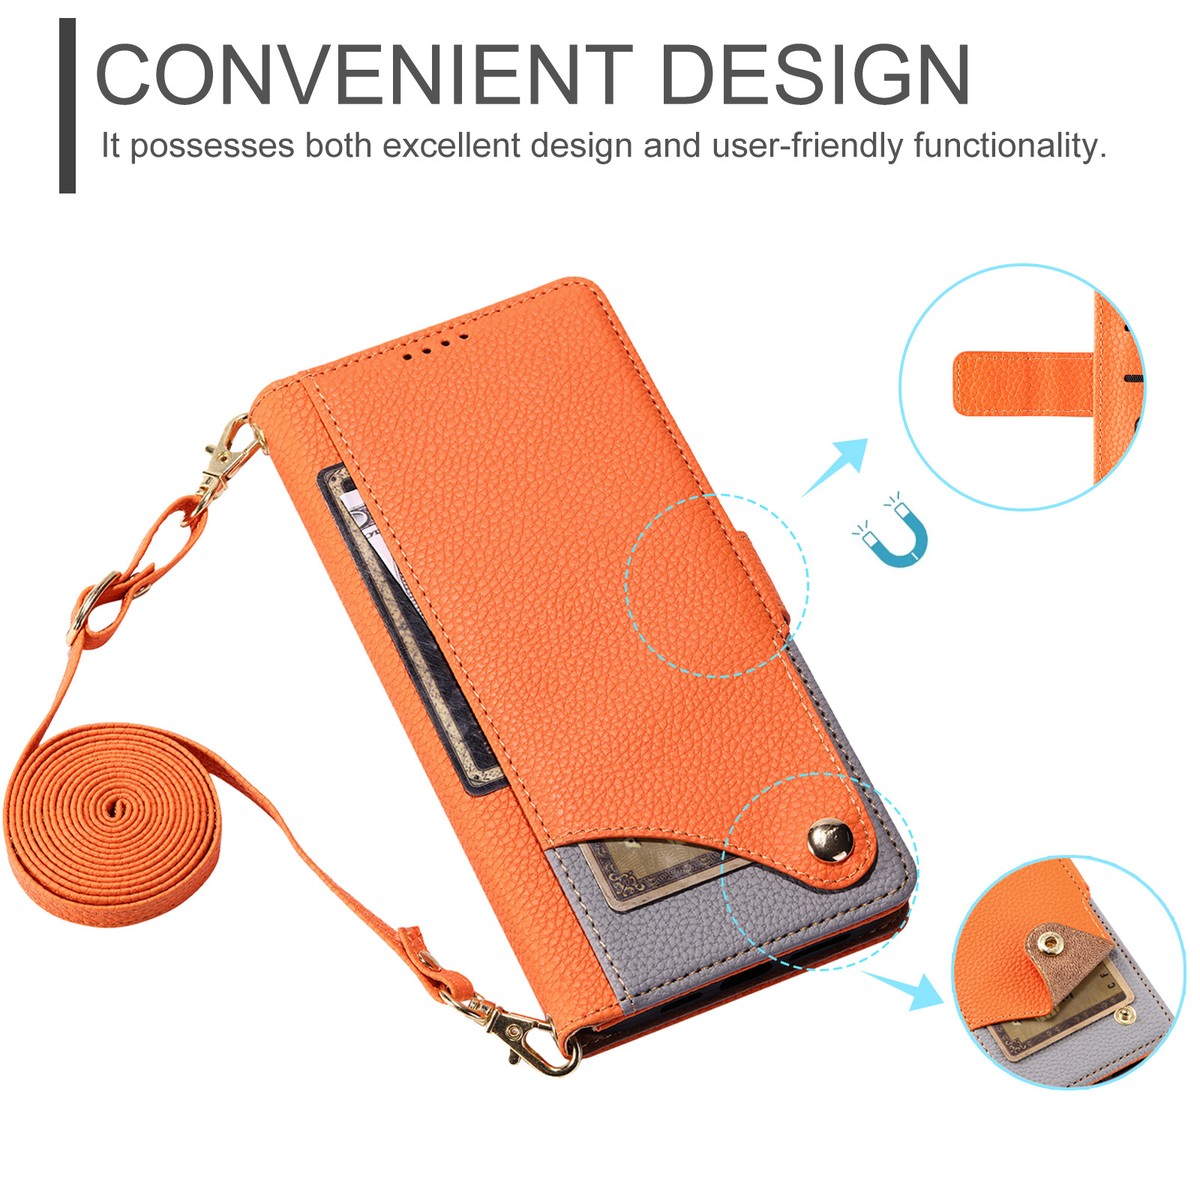 CONVENIENT DESIGN
It possesses both excellent design and user-friendly functionality.